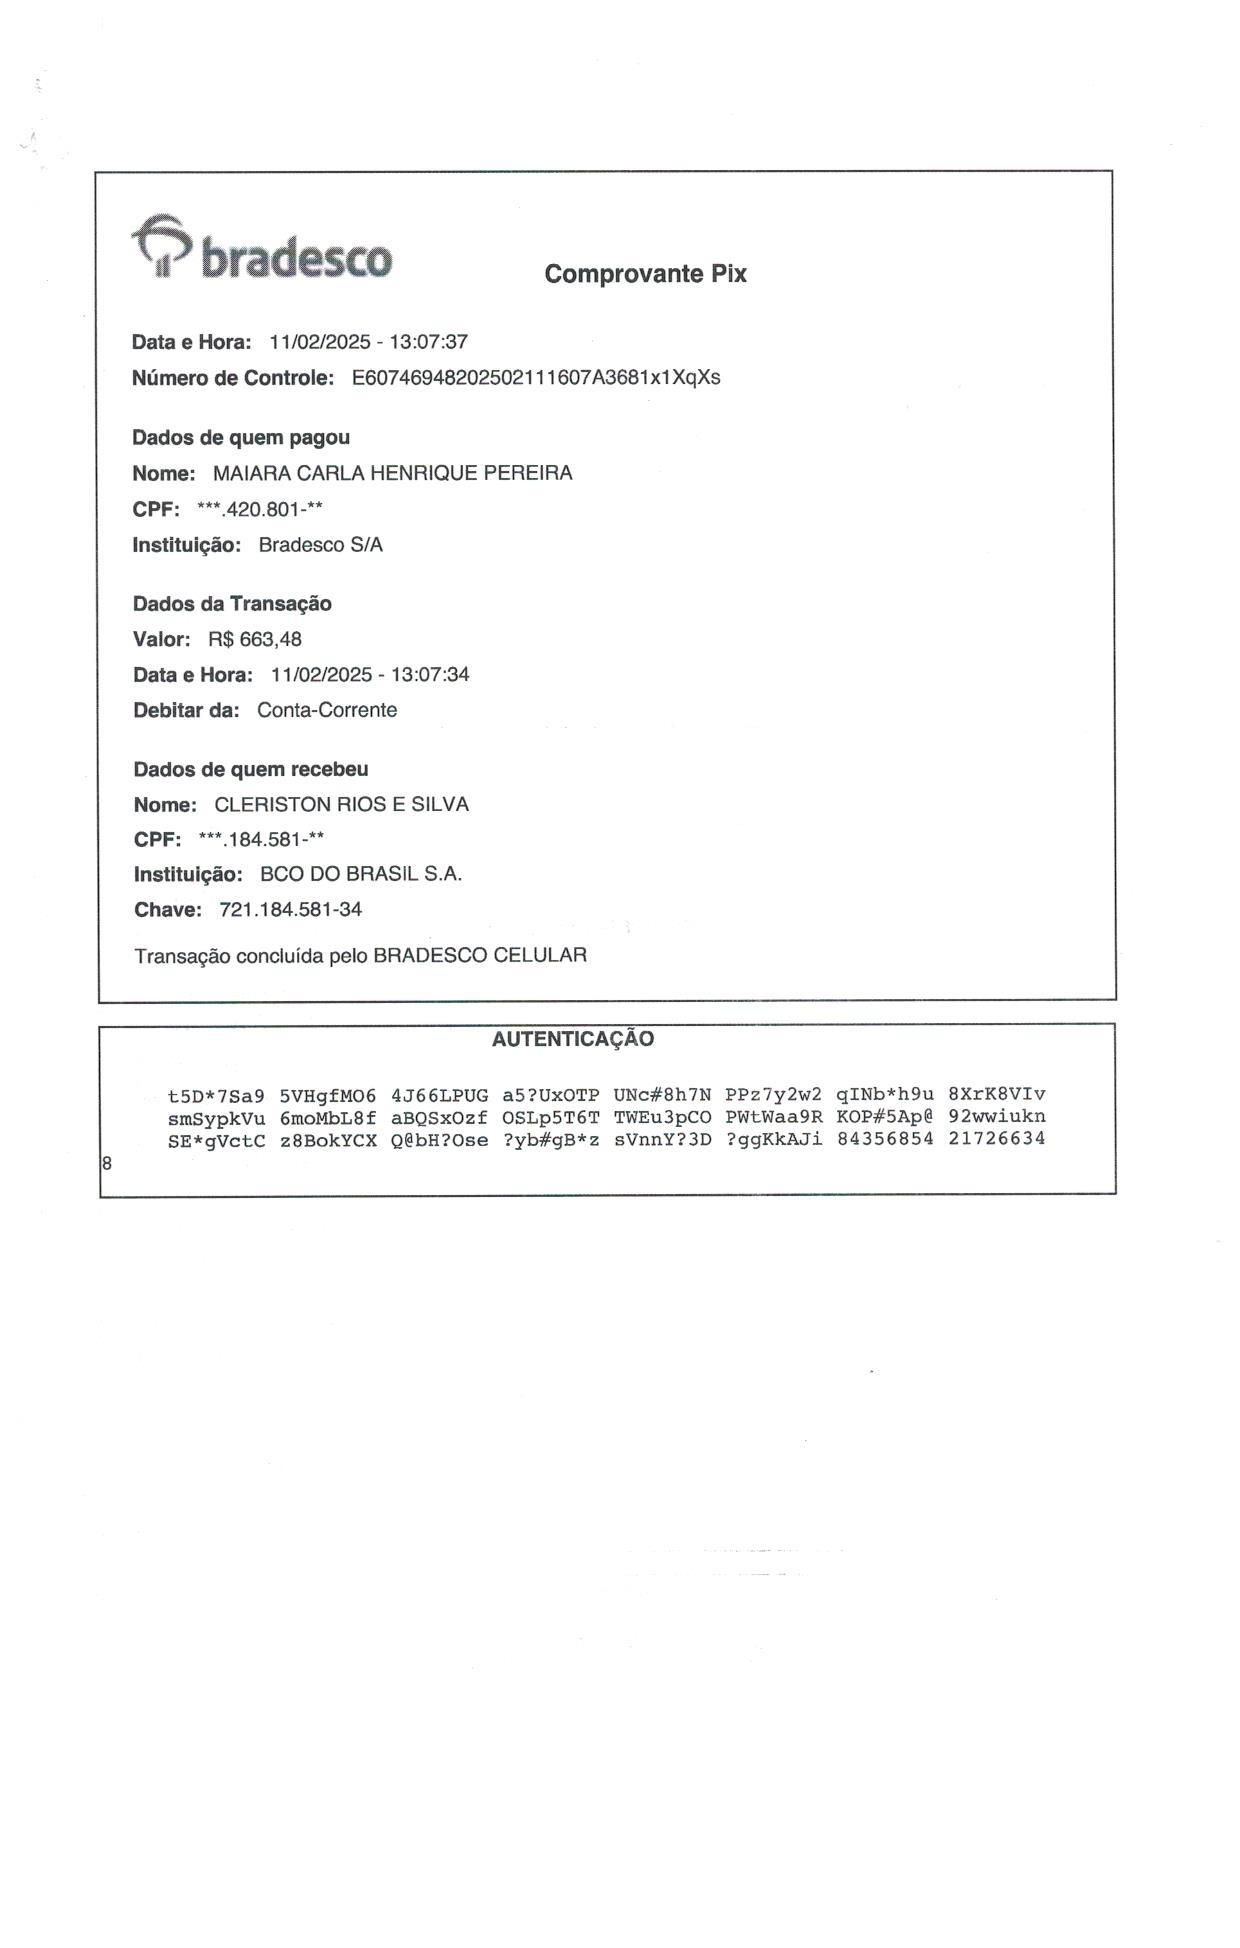 bradesco
Comprovante Pix
Data e Hora: 11/02/2025 - 13:07:37
Número de Controle: E60746948202502111607A3681x1XqXs
Dados de quem pagou
Nome: MAIARA CARLA HENRIQUE PEREIRA
CPF: ***.420.801-**
Instituição: Bradesco S/A
Dados da Transação
Valor: R$ 663,48
Data e Hora: 11/02/2025 - 13:07:34
Debitar da: Conta-Corrente
Dados de quem recebeu
Nome: CLERISTON RIOS E SILVA
CPF: ***.184.581-**
Instituição: BCO DO BRASIL S.A.
Chave: 721.184.581-34
Transação concluída pelo BRADESCO CELULAR
AUTENTICAÇÃO
t5D*7Sa9 5VHgfMO6 4J66LPUG a5?UxOTP UNc#8h7N PPz7y2w2 qINb*h9u 8XrK8VIv
smSypkVu 6moMbL8f aBQSxOzf OSLp5T6T TWEu3pCO PWtWaa9R KOP#5Ap@ 92wwiukn
SE*gVctC z8BokYCX Q@bH?Ose ?yb#gB*z sVnnY?3D ?ggKkAJi 84356854 21726634
8